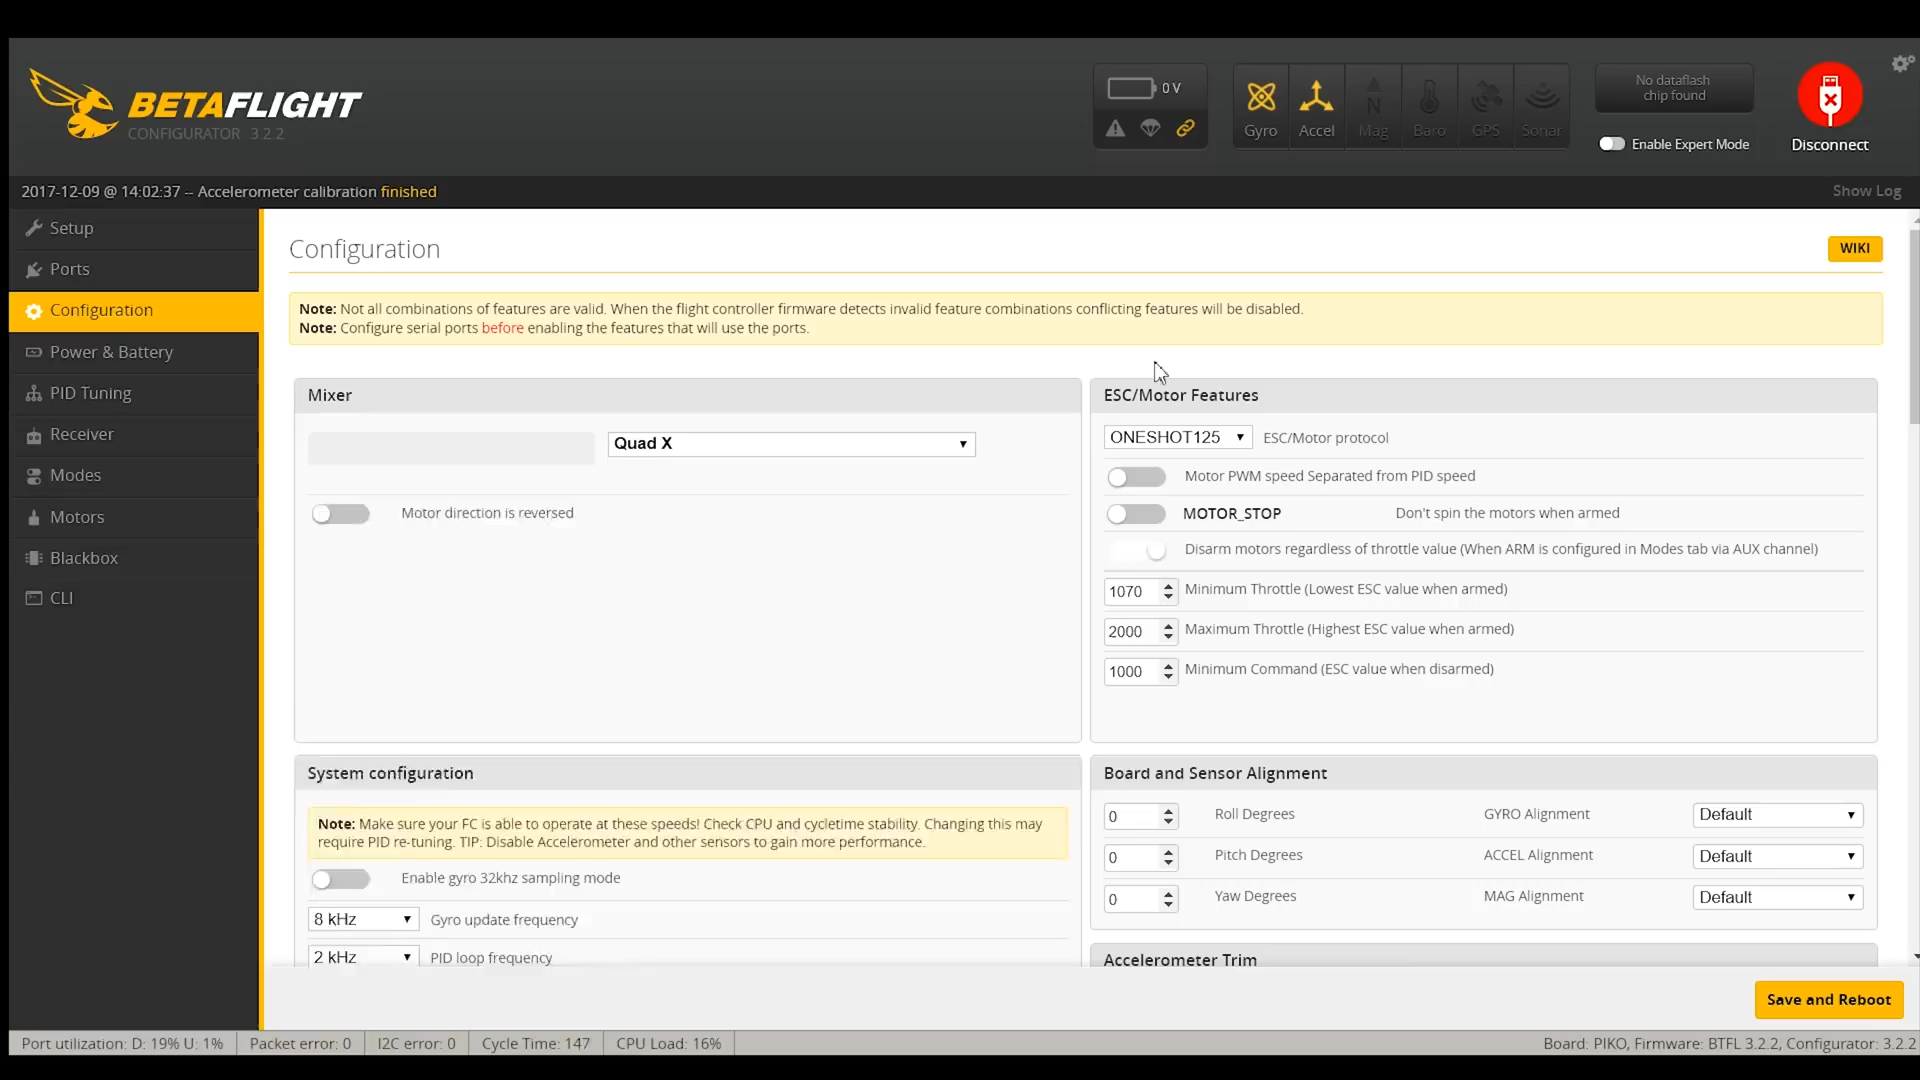 BETAFLIGHT
CONFIGURATOR 3.2.2
0 V
Gyro
Accel
Mag
Baro
GPS
Sonar
No dataflash
chip found
Enable Expert Mode
Disconnect
2017-12-09 @ 14:02:37 -- Accelerometer calibration finished
Show Log
Setup
Ports
Configuration
Power & Battery
PID Tuning
Receiver
Modes
Motors
Blackbox
CLI
Configuration
WIKI
Note: Not all combinations of features are valid. When the flight controller firmware detects invalid feature combinations conflicting features will be disabled.
Note: Configure serial ports before enabling the features that will use the ports.
Mixer
Quad X
Motor direction is reversed
ESC/Motor Features
ONESHOT125 ESC/Motor protocol
Motor PWM speed Separated from PID speed
MOTOR_STOP Don't spin the motors when armed
Disarm motors regardless of throttle value (When ARM is configured in Modes tab via AUX channel)
1070 Minimum Throttle (Lowest ESC value when armed)
2000 Maximum Throttle (Highest ESC value when armed)
1000 Minimum Command (ESC value when disarmed)
System configuration
Note: Make sure your FC is able to operate at these speeds! Check CPU and cycletime stability. Changing this may
require PID re-tuning. TIP: Disable Accelerometer and other sensors to gain more performance.
Enable gyro 32khz sampling mode
8 kHz Gyro update frequency
2 kHz PID loop frequency
Board and Sensor Alignment
0 Roll Degrees GYRO Alignment Default
0 Pitch Degrees ACCEL Alignment Default
0 Yaw Degrees MAG Alignment Default
Accelerometer Trim
Save and Reboot
Port utilization: D: 19% U: 1% Packet error: 0 I2C error: 0 Cycle Time: 147 CPU Load: 16% Board: PIKO, Firmware: BTFL 3.2.2, Configurator: 3.2.2